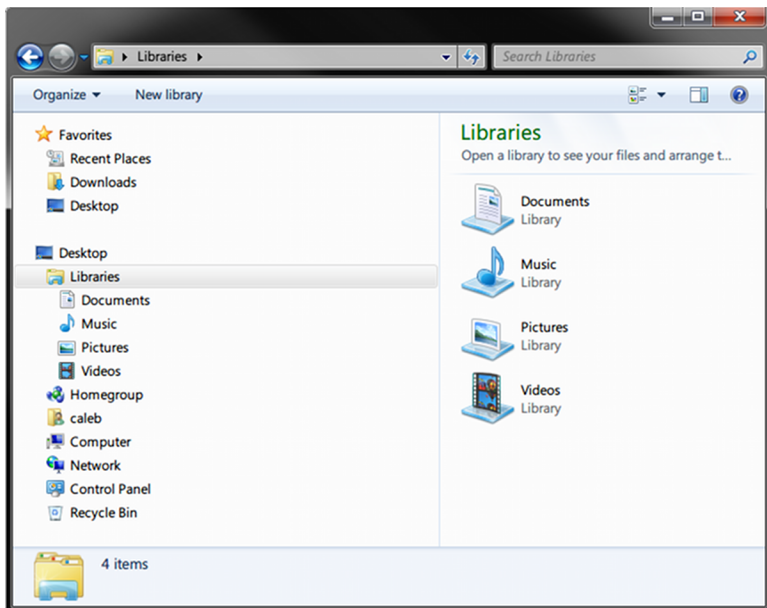 Libraries
Search Libraries
Organize
New library
Favorites
Recent Places
Downloads
Desktop
Desktop
Libraries
Documents
Music
Pictures
Videos
Homegroup
caleb
Computer
Network
Control Panel
Recycle Bin
Libraries
Open a library to see your files and arrange t...
Documents
Library
Music
Library
Pictures
Library
Videos
Library
4 items